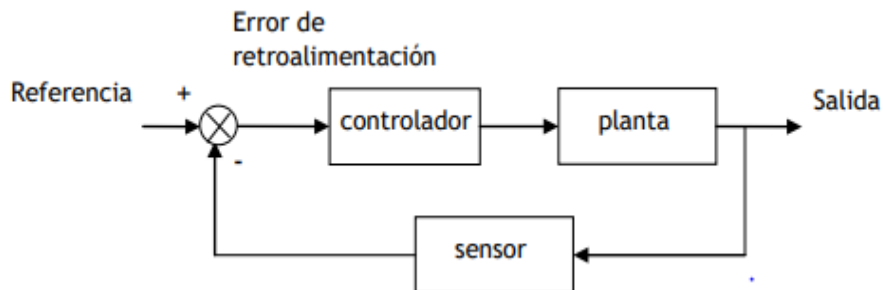 Error de
retroalimentación
Referencia
+
controlador
planta
Salida
-
sensor